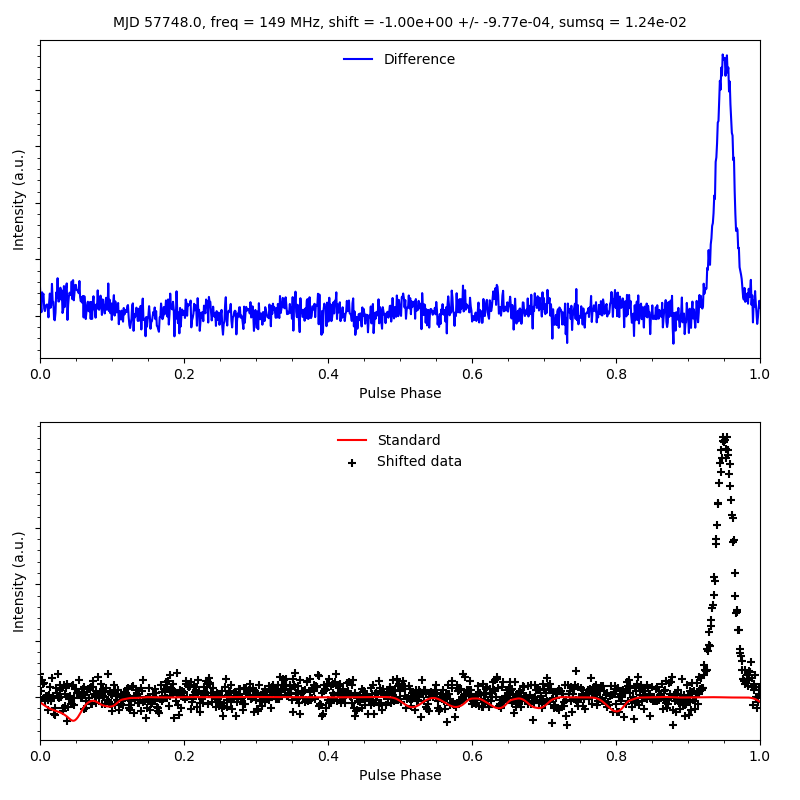 MJD 57748.0, freq = 149 MHz, shift = -1.00e+00 +/- -9.77e-04, sumsq = 1.24e-02
Difference
Intensity (a.u.)
0.0 0.2 0.4 0.6 0.8 1.0
Pulse Phase
Standard
Shifted data
Intensity (a.u.)
0.0 0.2 0.4 0.6 0.8 1.0
Pulse Phase